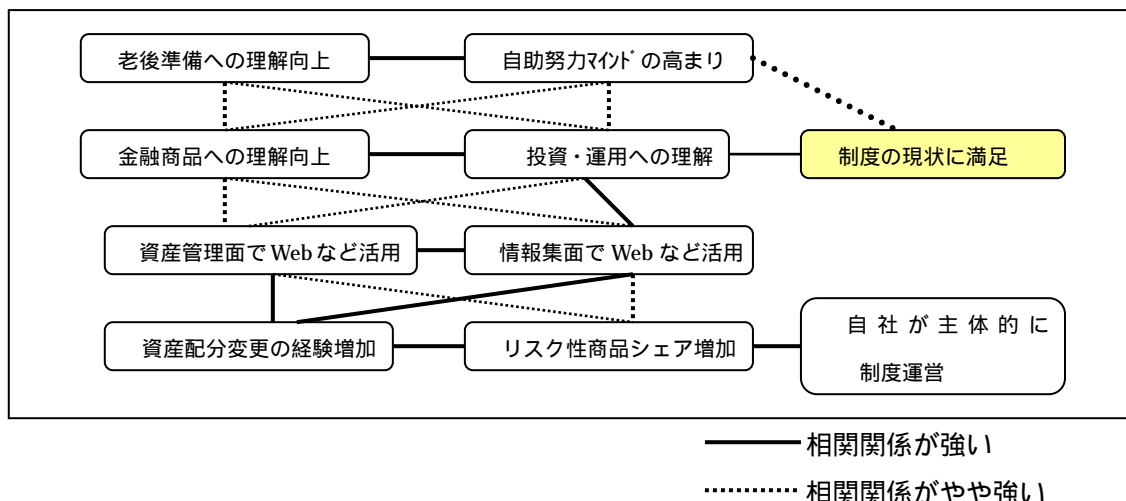 老後準備への理解向上
自助努力ﾏｲﾝﾄﾞの高まり
金融商品への理解向上
投資・運用への理解
制度の現状に満足
資産管理面でWebなど活用
情報集面でWebなど活用
資産配分変更の経験増加
リスク性商品シェア増加
自社が主体的に
制度運営
相関関係が強い
相関関係がやや強い